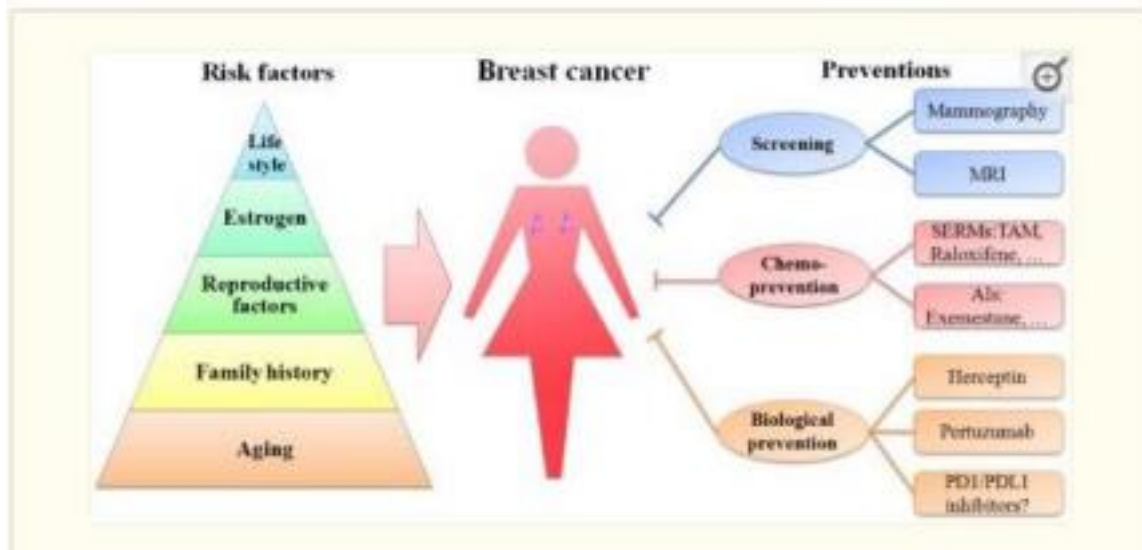 Risk factors
Life
style
Estrogen
Reproductive
factors
Family history
Aging
Breast cancer
Preventions
Screening
Mammography
MRI
Chemo-
prevention
SERMs:TAM,
Raloxifene, ...
AIs:
Exemestane, ...
Biological
prevention
Herceptin
Pertuzumab
PD1/PDL1
inhibitors?